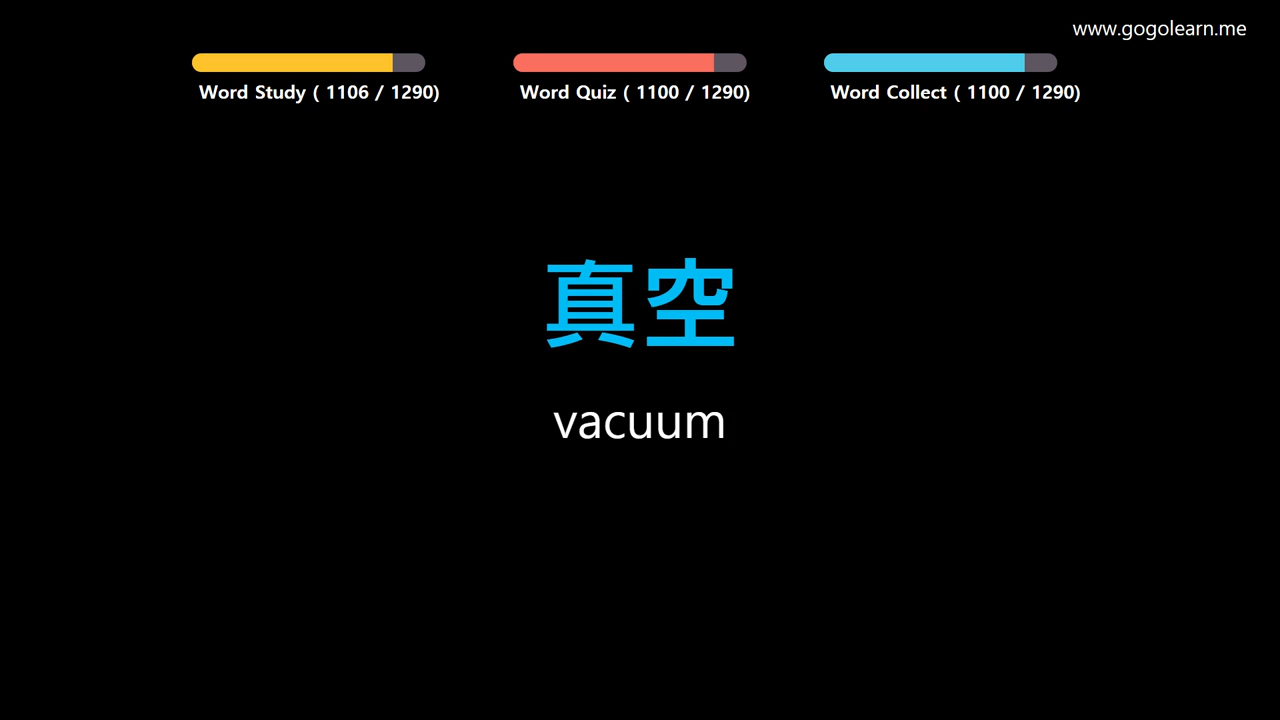 www.gogolearn.me
Word Study ( 1106 / 1290)
Word Quiz ( 1100 / 1290)
Word Collect ( 1100 / 1290)
真空
vacuum